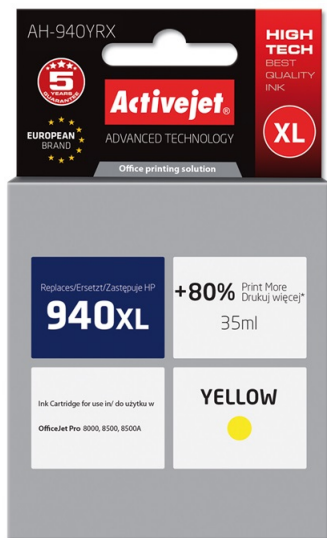 AH-940YRX
HIGH
TECH
BEST
QUALITY
INK
5
YEARS
GUARANTEE
Activejet®
EUROPEAN
BRAND
ADVANCED TECHNOLOGY
XL
Office printing solution
Replaces/Ersetzt/Zastępuje HP
940XL
+80% Print More
Drukuj więcej*
35ml
Ink Cartridge for use in/ do użytku w
OfficeJet Pro 8000, 8500, 8500A
YELLOW